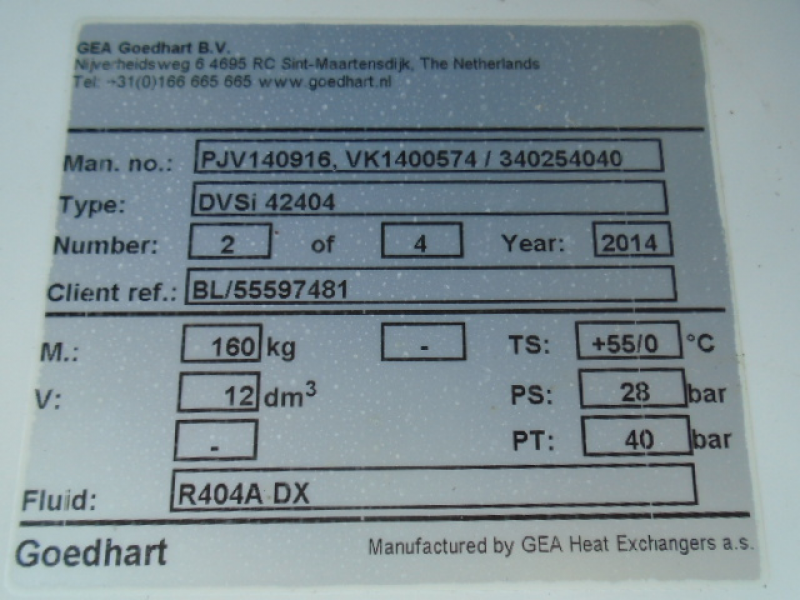 GEA Goedhart B.V.
Nijverheidsweg 6 4695 RC Sint-Maartensdijk, The Netherlands
Tel: +31(0)166 665 665 www.goedhart.nl
Man. no.: PJV140916, VK1400574 / 340254040
Type: DVSi 42404
Number: 2 of 4 Year: 2014
Client ref.: BL/55597481
M.: 160 kg - TS: +55/0 °C
V: 12 dm³ PS: 28 bar
- PT: 40 bar
Fluid: R404A DX
Goedhart Manufactured by GEA Heat Exchangers a.s.